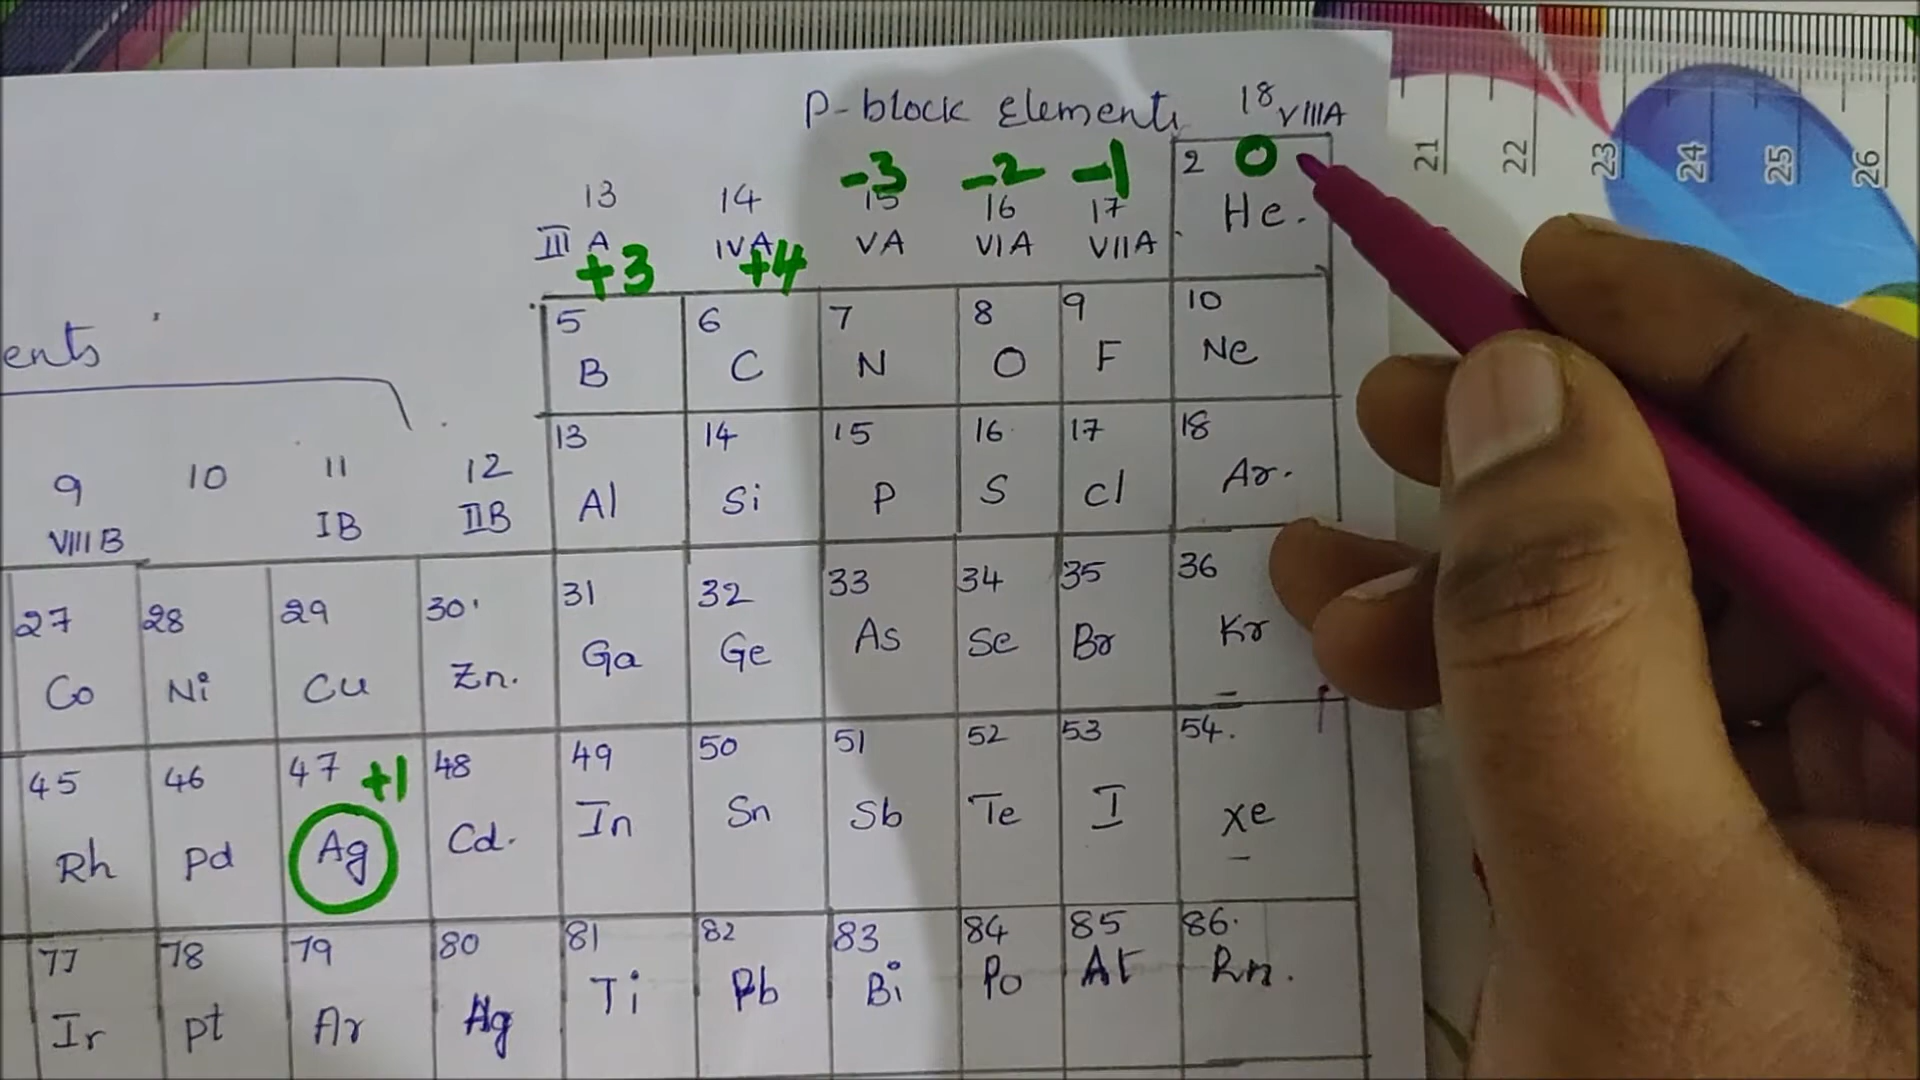 P-block Elements 18 VIIIA
-3 -2 -1 2 0
13 14 15 16 17 He.
III A IVA VA VIA VIIA
+3 +4
ents
5 6 7 8 9 10
B C N O F Ne
13 14 15 16 17 18
9 10 11 12 Al Si P S Cl Ar.
VIIIB IB IIB
27 28 29 30 31 32 33 34 35 36
Co Ni Cu Zn. Ga Ge As Se Br Kr
45 46 47 +1 48 49 50 51 52 53 54.
Rh Pd Ag Cd. In Sn Sb Te I Xe
77 78 79 80 81 82 83 84 85 86.
Ir Pt Ar Hg Ti Pb Bi Po At Rn.
21 22 23 24 25 26